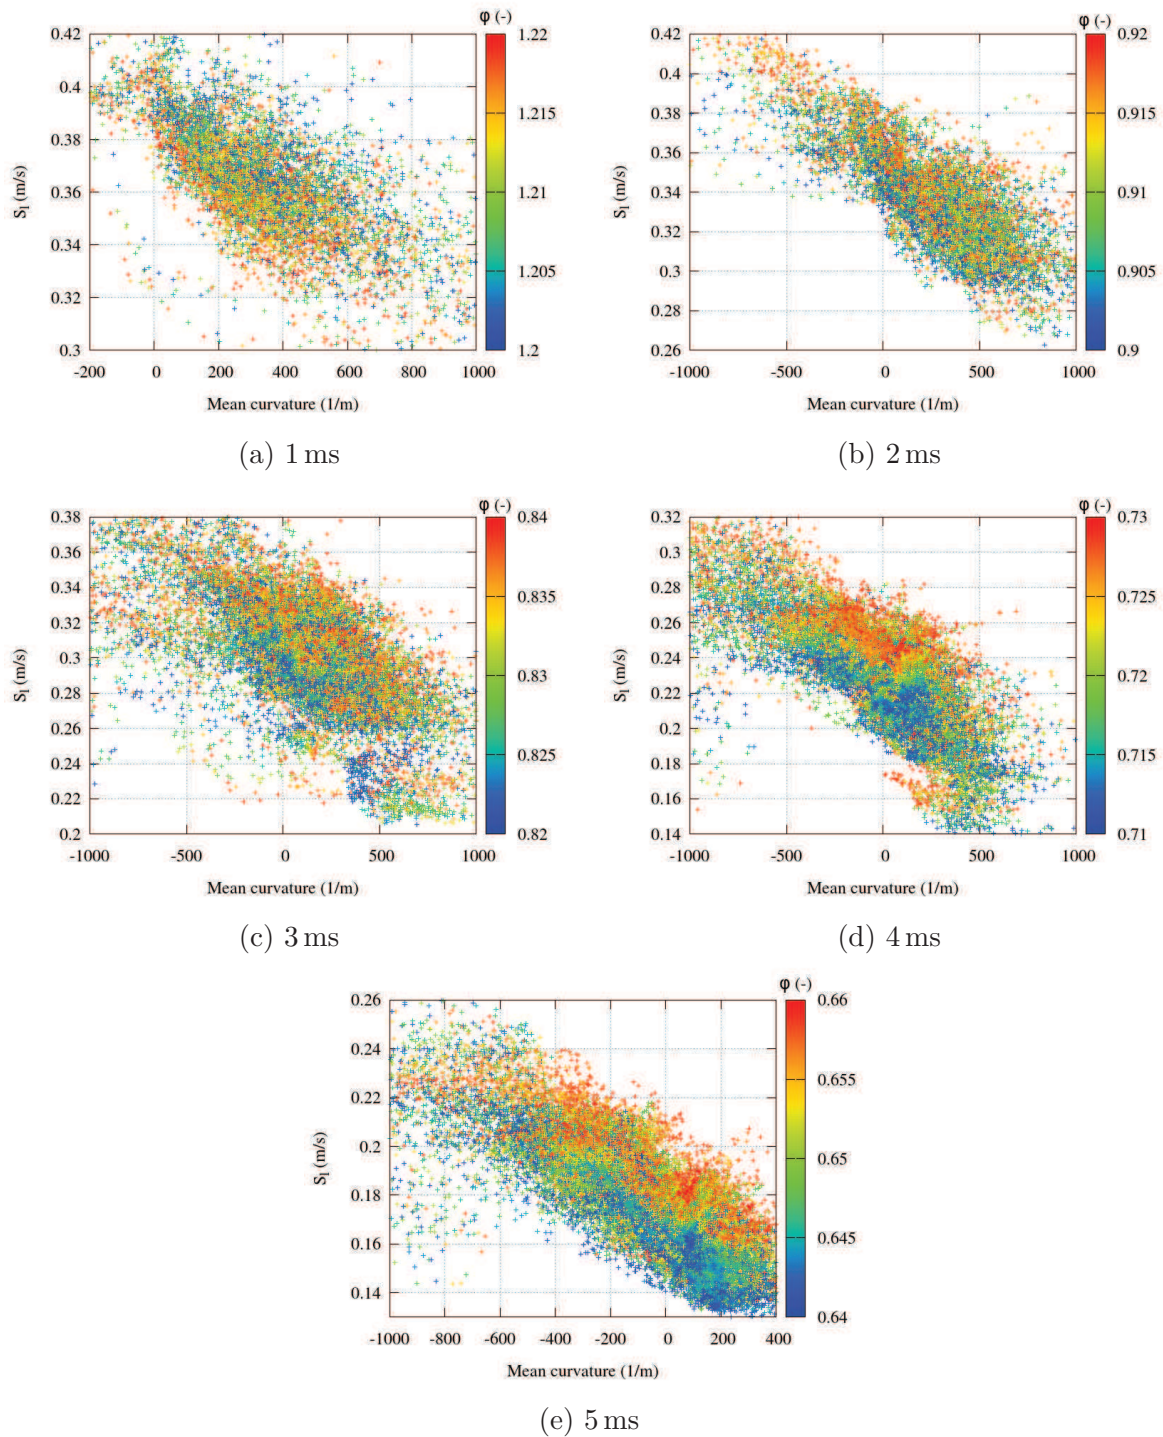 φ (-)
φ (-)
0.42
0.4
0.38
0.36
0.34
0.32
0.3
S_l (m/s)
-200 0 200 400 600 800 1000
Mean curvature (1/m)
1.22
1.215
1.21
1.205
1.2
(a) 1 ms
0.42
0.4
0.38
0.36
0.34
0.32
0.3
0.28
0.26
S_l (m/s)
-1000 -500 0 500 1000
Mean curvature (1/m)
0.92
0.915
0.91
0.905
0.9
(b) 2 ms
φ (-)
0.38
0.36
0.34
0.32
0.3
0.28
0.26
0.24
0.22
0.2
S_l (m/s)
-1000 -500 0 500 1000
Mean curvature (1/m)
0.84
0.835
0.83
0.825
0.82
(c) 3 ms
φ (-)
0.32
0.3
0.28
0.26
0.24
0.22
0.2
0.18
0.16
0.14
S_l (m/s)
-1000 -500 0 500 1000
Mean curvature (1/m)
0.73
0.725
0.72
0.715
0.71
(d) 4 ms
φ (-)
0.26
0.24
0.22
0.2
0.18
0.16
0.14
S_l (m/s)
-1000 -800 -600 -400 -200 0 200 400
Mean curvature (1/m)
0.66
0.655
0.65
0.645
0.64
(e) 5 ms